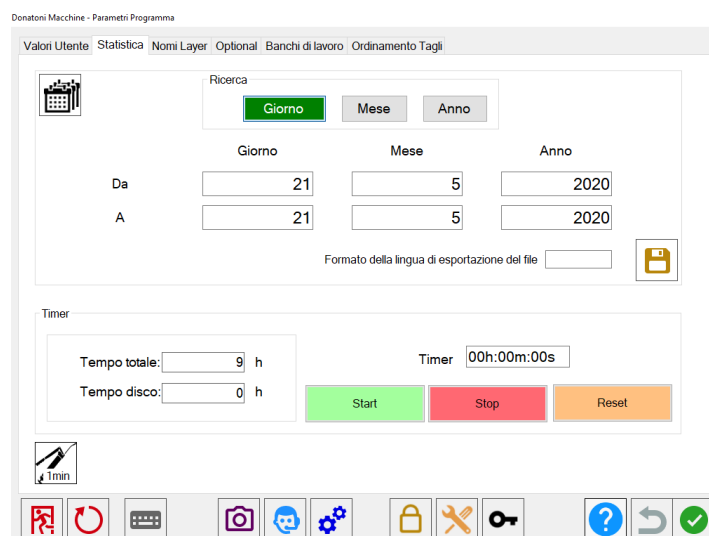 Donatoni Macchine - Parametri Programma
Valori Utente Statistica Nomi Layer Optional Banchi di lavoro Ordinamento Tagli
Ricerca
Giorno Mese Anno
Giorno Mese Anno
Da 21 5 2020
A 21 5 2020
Formato della lingua di esportazione del file
Timer
Tempo totale: 9 h
Timer 00h:00m:00s
Tempo disco: 0 h
Start Stop Reset
1min
?